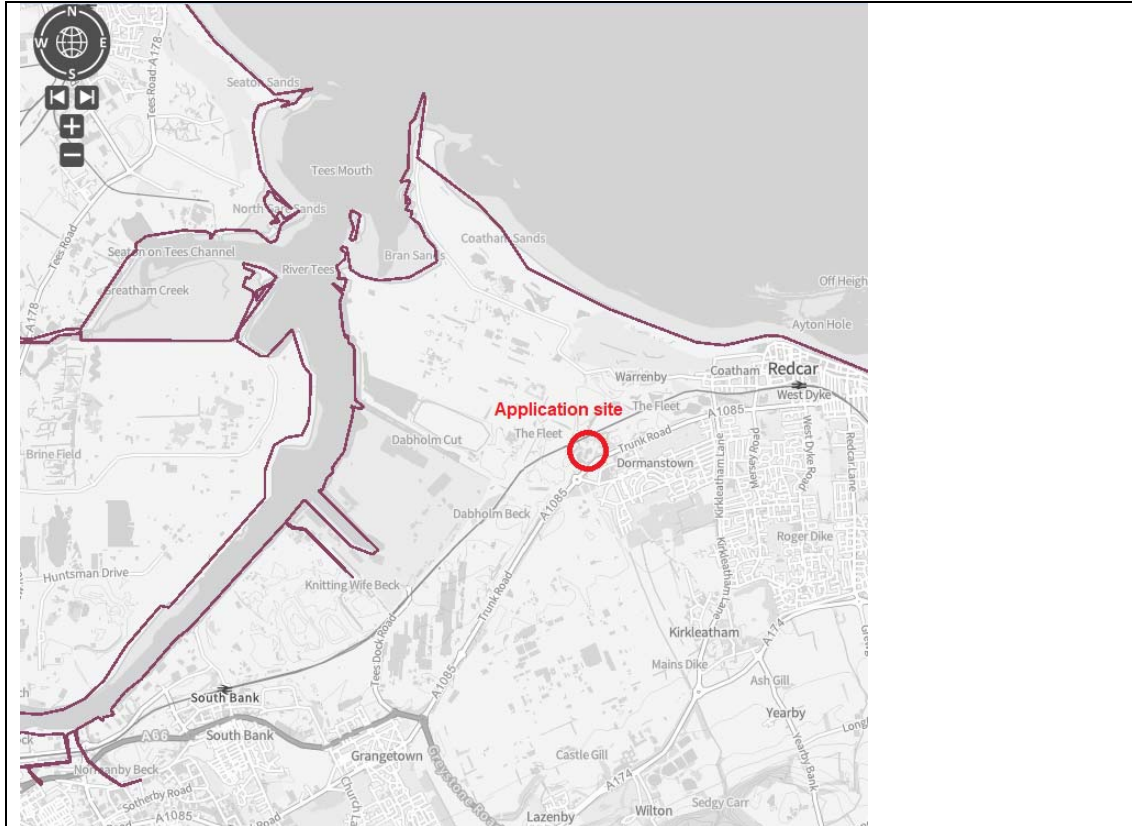 N
W
E
S
A178
Tees Road
Seaton Sands
Tees Mouth
North Gare Sands
Tees Road
Seaton on Tees Channel
River Tees
Bran Sands
Coatham Sands
Greatham Creek
A178
Off Heigh
Ayton Hole
Redcar
Coatham
Warrenby
West Dyke
Application site
The Fleet
The Fleet
A1085
Trunk Road
Dabholm Cut
Dormanstown
Brine Field
Kirkleatham Lane
Mersey Road
West Dyke Road
Redcar Lane
A1085
Dabholm Beck
Roger Dike
Huntsman Drive
Knitting Wife Beck
Trunk Road
Kirkleatham Lane
Kirkleatham
A174
Mains Dike
Tees Dock Road
Ash Gill
South Bank
A1085
Yearby
A66
South Bank
Yearby Bank
Grangetown
Castle Gill
Normanby Beck
A174
Sotherby Road
Wilton
Sedgy Carr
A1085
Lazenby